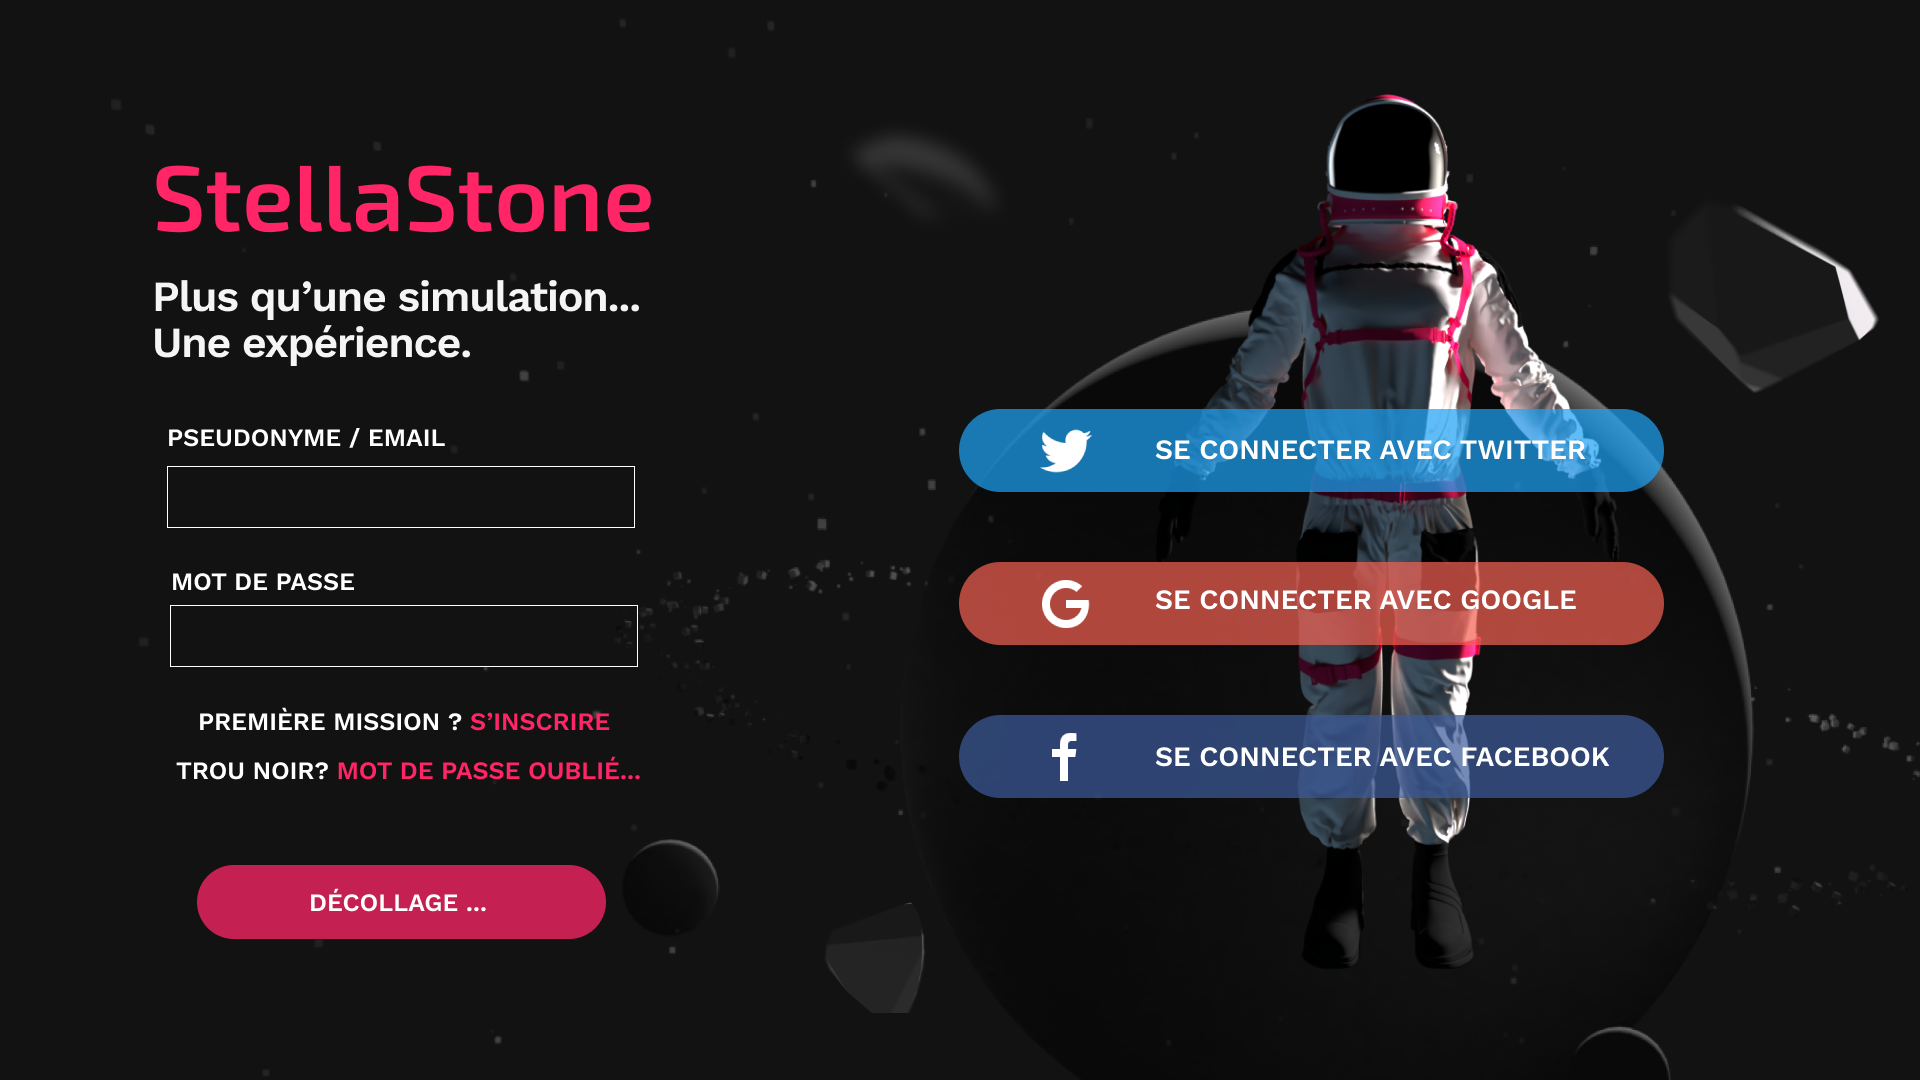 StellaStone
Plus qu’une simulation...
Une expérience.
PSEUDONYME / EMAIL
MOT DE PASSE
PREMIÈRE MISSION ? S’INSCRIRE
TROU NOIR? MOT DE PASSE OUBLIÉ...
DÉCOLLAGE ...
SE CONNECTER AVEC TWITTER
SE CONNECTER AVEC GOOGLE
SE CONNECTER AVEC FACEBOOK